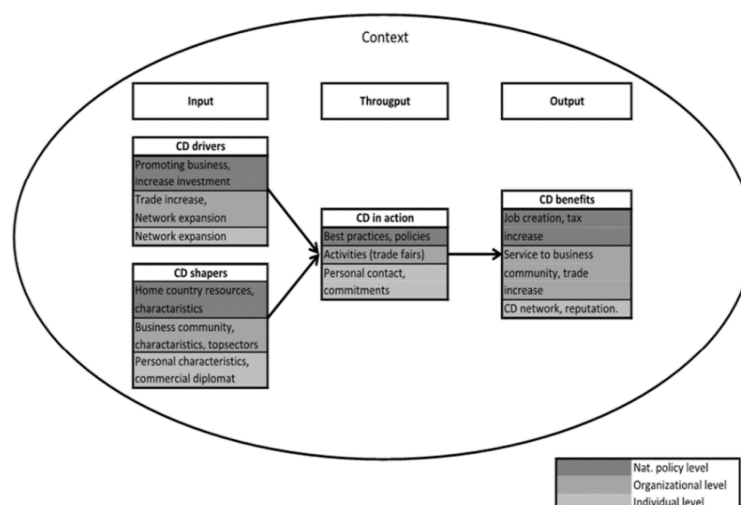 Context
Input
Througput
Output
CD drivers
Promoting business,
increase investment
Trade increase,
Network expansion
Network expansion
CD shapers
Home country resources,
charactaristics
Business community,
charactaristics, topsectors
Personal characteristics,
commercial diplomat
CD in action
Best practices, policies
Activities (trade fairs)
Personal contact,
commitments
CD benefits
Job creation, tax
increase
Service to business
community, trade
increase
CD network, reputation.
Nat. policy level
Organizational level
Individual level